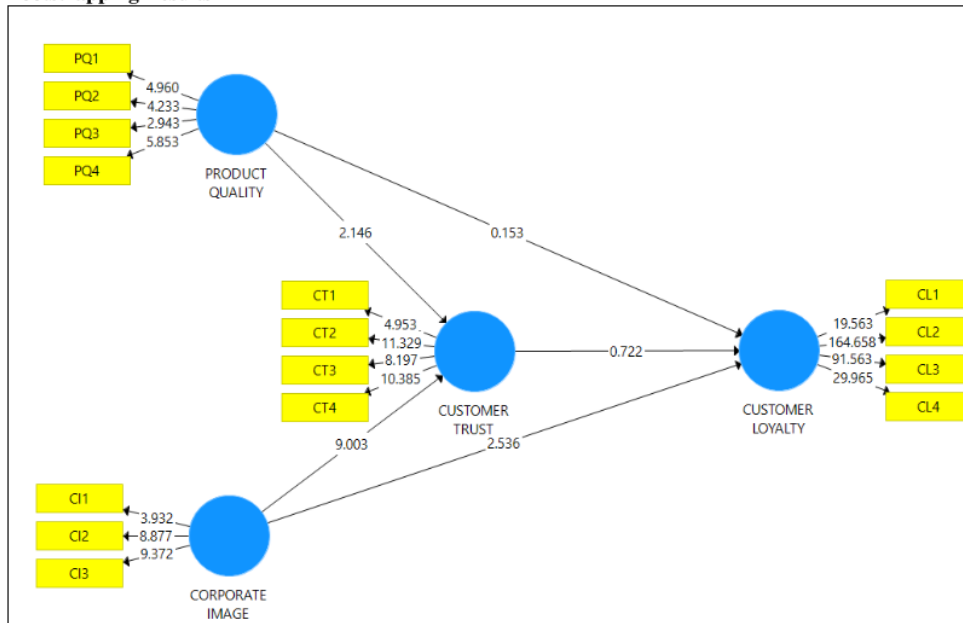 PQ1
PQ2
PQ3
PQ4
4.960
4.233
2.943
5.853
PRODUCT
QUALITY
2.146
0.153
CT1
CT2
CT3
CT4
4.953
11.329
8.197
10.385
CUSTOMER
TRUST
0.722
CL1
CL2
CL3
CL4
19.563
164.658
91.563
29.965
CUSTOMER
LOYALTY
9.003
2.536
CI1
CI2
CI3
3.932
8.877
9.372
CORPORATE
IMAGE